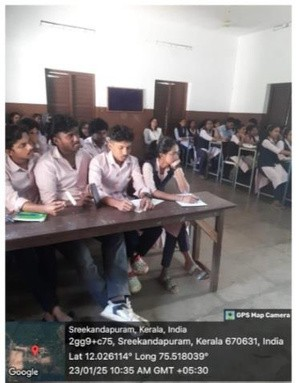 GPS Map Camera
Sreekandapuram, Kerala, India
2gg9+c75, Sreekandapuram, Kerala 670631, India
Lat 12.026114° Long 75.518039°
23/01/25 10:35 AM GMT +05:30
Google